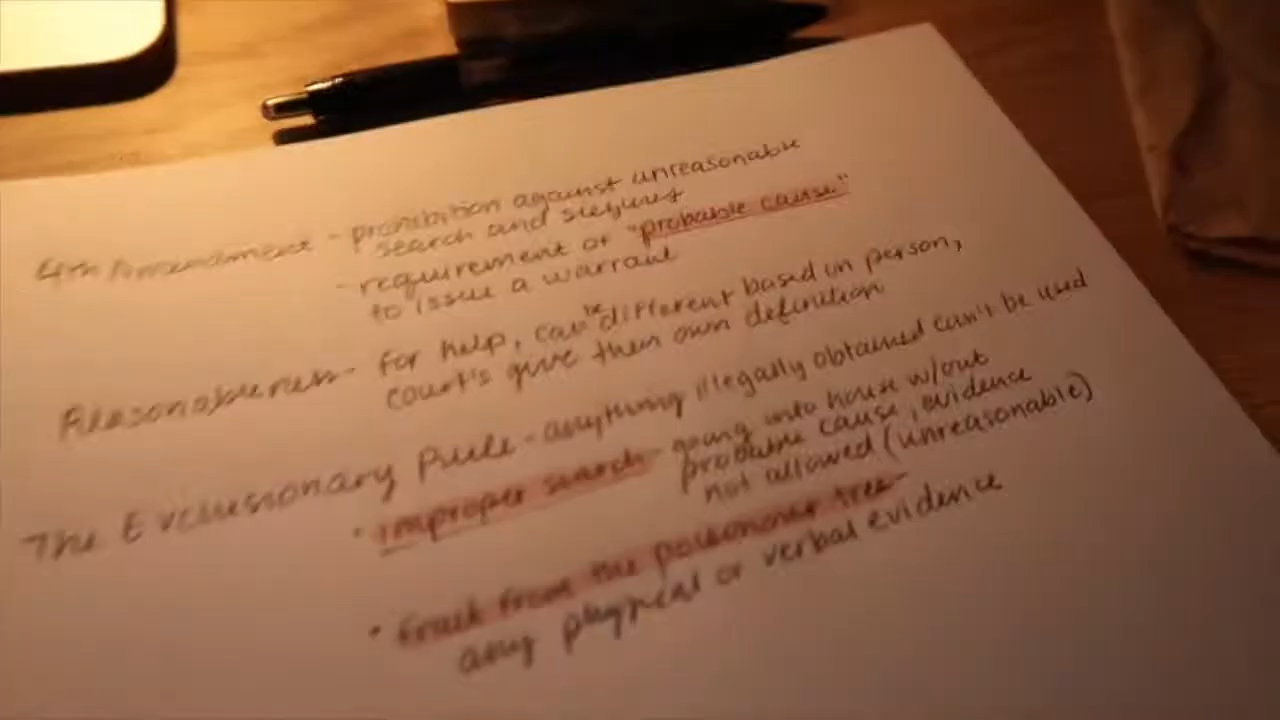 4th Amendment - prohibition against unreasonable
search and seizure
- requirement of "probable cause"
to issue a warrant
Reasonableness - for help, can be different based in person,
court's give their own definition
The Exclusionary Rule - anything illegally obtained can't be used
• improper search - going into house w/out
probable cause, evidence
not allowed (unreasonable)
• Fruit from the poisonous tree -
any physical or verbal evidence